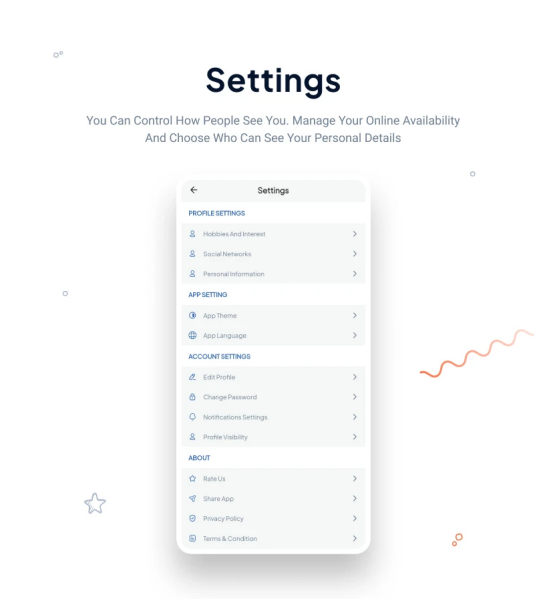 Settings
You Can Control How People See You. Manage Your Online Availability
And Choose Who Can See Your Personal Details
Settings
PROFILE SETTINGS
Hobbies And Interest
Social Networks
Personal Information
APP SETTING
App Theme
App Language
ACCOUNT SETTINGS
Edit Profile
Change Password
Notifications Settings
Profile Visibility
ABOUT
Rate Us
Share App
Privacy Policy
Terms & Condition